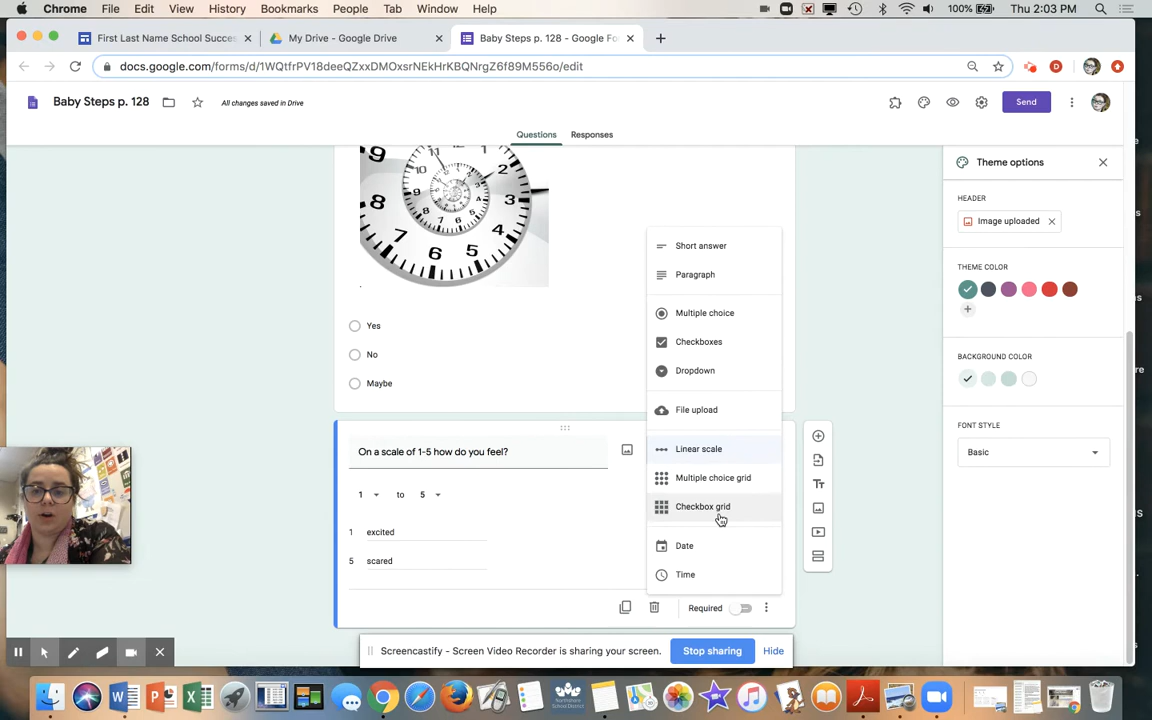 Chrome File Edit View History Bookmarks People Tab Window Help 100% Thu 2:03 PM
First Last Name School Succes
My Drive - Google Drive
Baby Steps p. 128 - Google Fo
docs.google.com/forms/d/1WQtfrPV18deeQZxxDMOxsrNEkHrKBQNrgZ6f89M556o/edit
Baby Steps p. 128
All changes saved in Drive
Send
Questions
Responses
Theme options
HEADER
Image uploaded
THEME COLOR
BACKGROUND COLOR
FONT STYLE
Basic
Yes
No
Maybe
Short answer
Paragraph
Multiple choice
Checkboxes
Dropdown
File upload
Linear scale
Multiple choice grid
Checkbox grid
Date
Time
On a scale of 1-5 how do you feel?
1 to 5
1 excited
5 scared
Required
Screencastify - Screen Video Recorder is sharing your screen.
Stop sharing
Hide